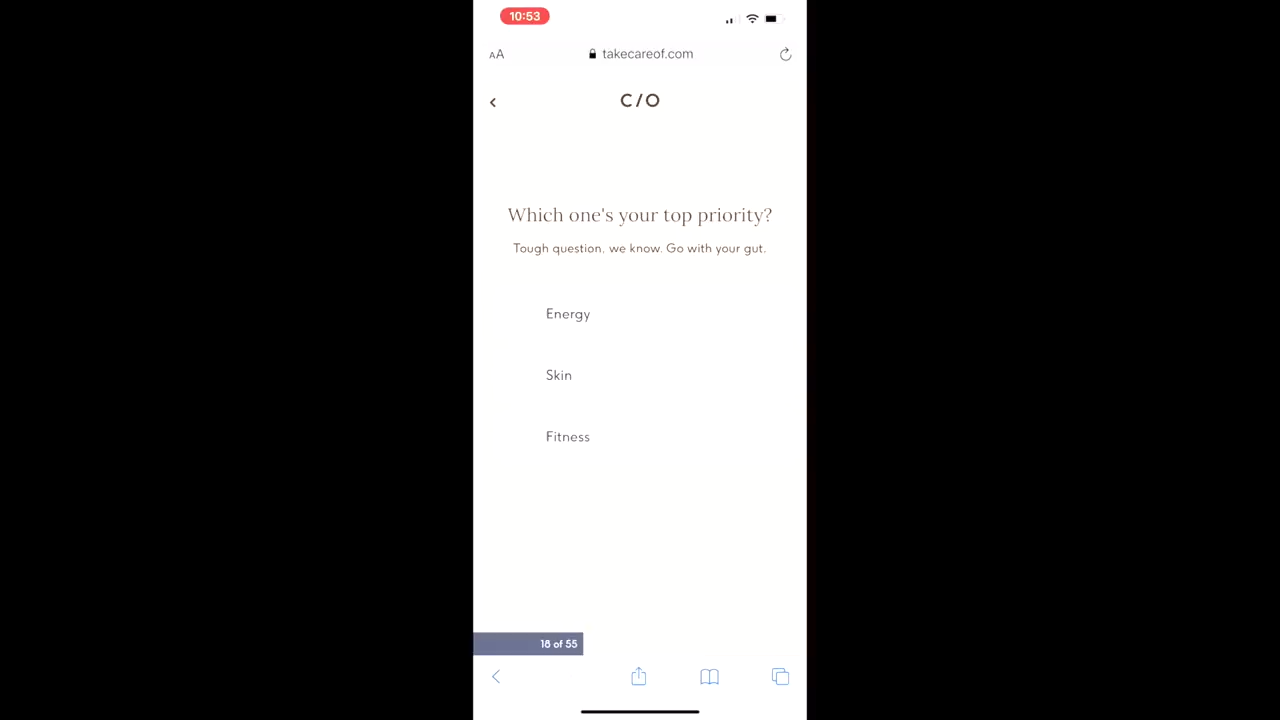 10:53
AA
takecareof.com
C/O
Which one's your top priority?
Tough question, we know. Go with your gut.
Energy
Skin
Fitness
18 of 55